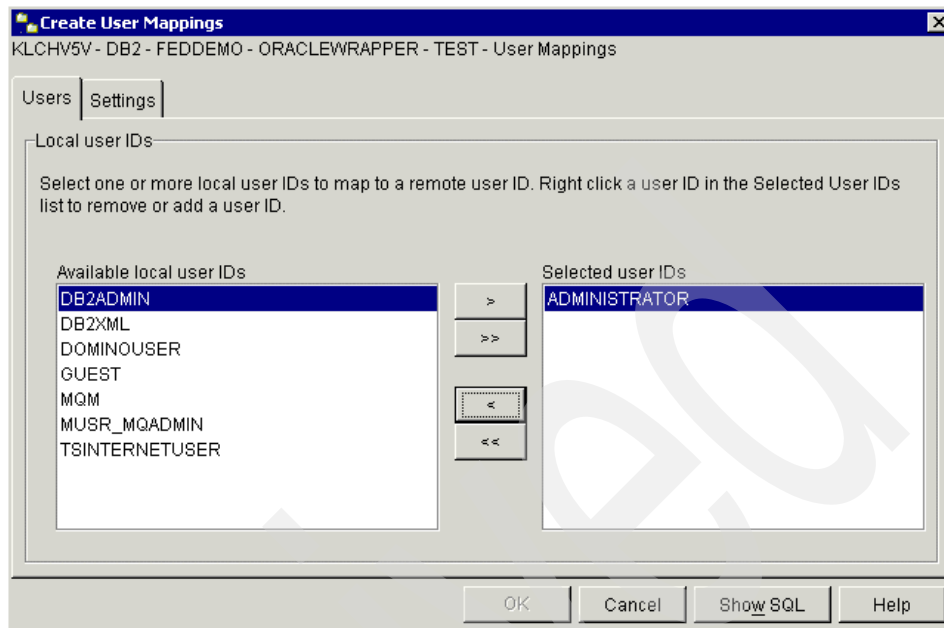 Create User Mappings
KLCHV5V - DB2 - FEDDEMO - ORACLEWRAPPER - TEST - User Mappings
Users Settings
Local user IDs
Select one or more local user IDs to map to a remote user ID. Right click a user ID in the Selected User IDs
list to remove or add a user ID.
Available local user IDs Selected user IDs
DB2ADMIN > ADMINISTRATOR
DB2XML
>>
DOMINOUSER
GUEST
MQM <
MUSR_MQADMIN
<<
TSINTERNETUSER
OK Cancel Show SQL Help